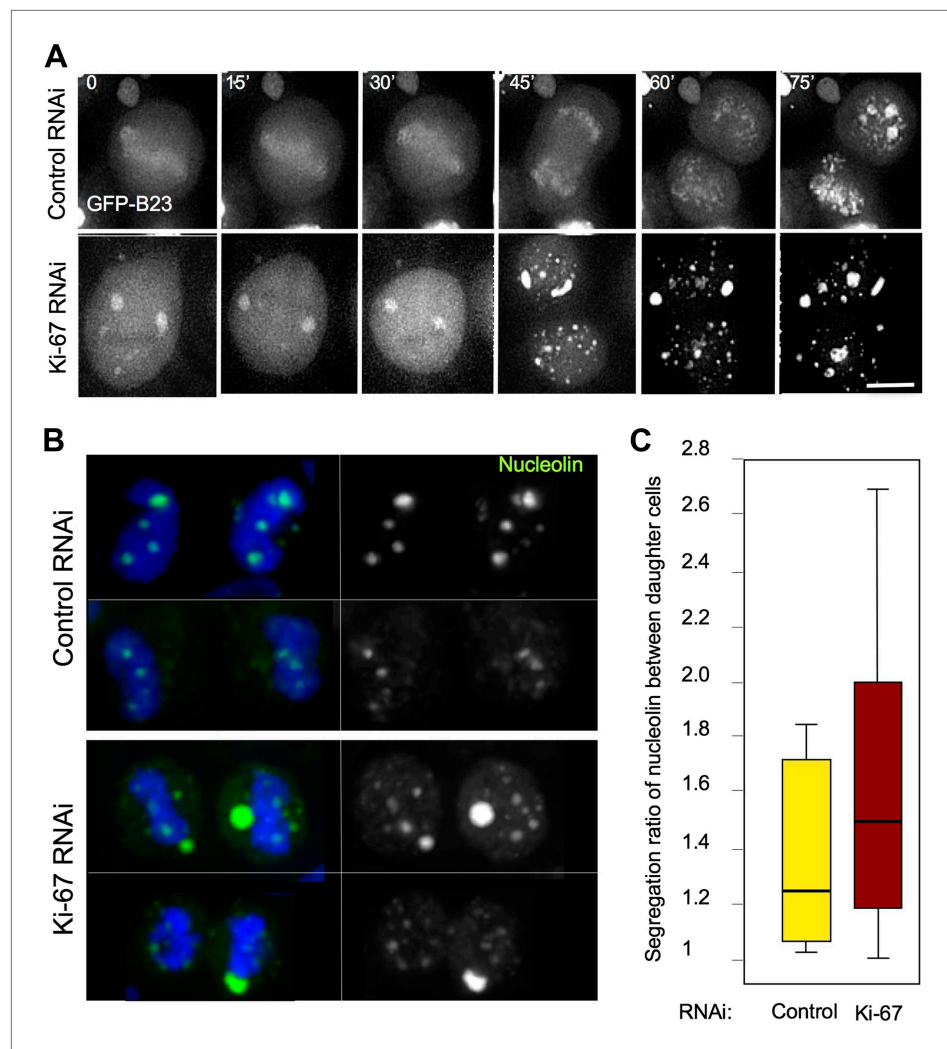 A
0 15' 30' 45' 60' 75'
Control RNAi
GFP-B23
Ki-67 RNAi
B
Nucleolin
Control RNAi
Ki-67 RNAi
C
Segregation ratio of nucleolin between daughter cells
2.8
2.6
2.4
2.2
2.0
1.8
1.6
1.4
1.2
1
RNAi: Control Ki-67